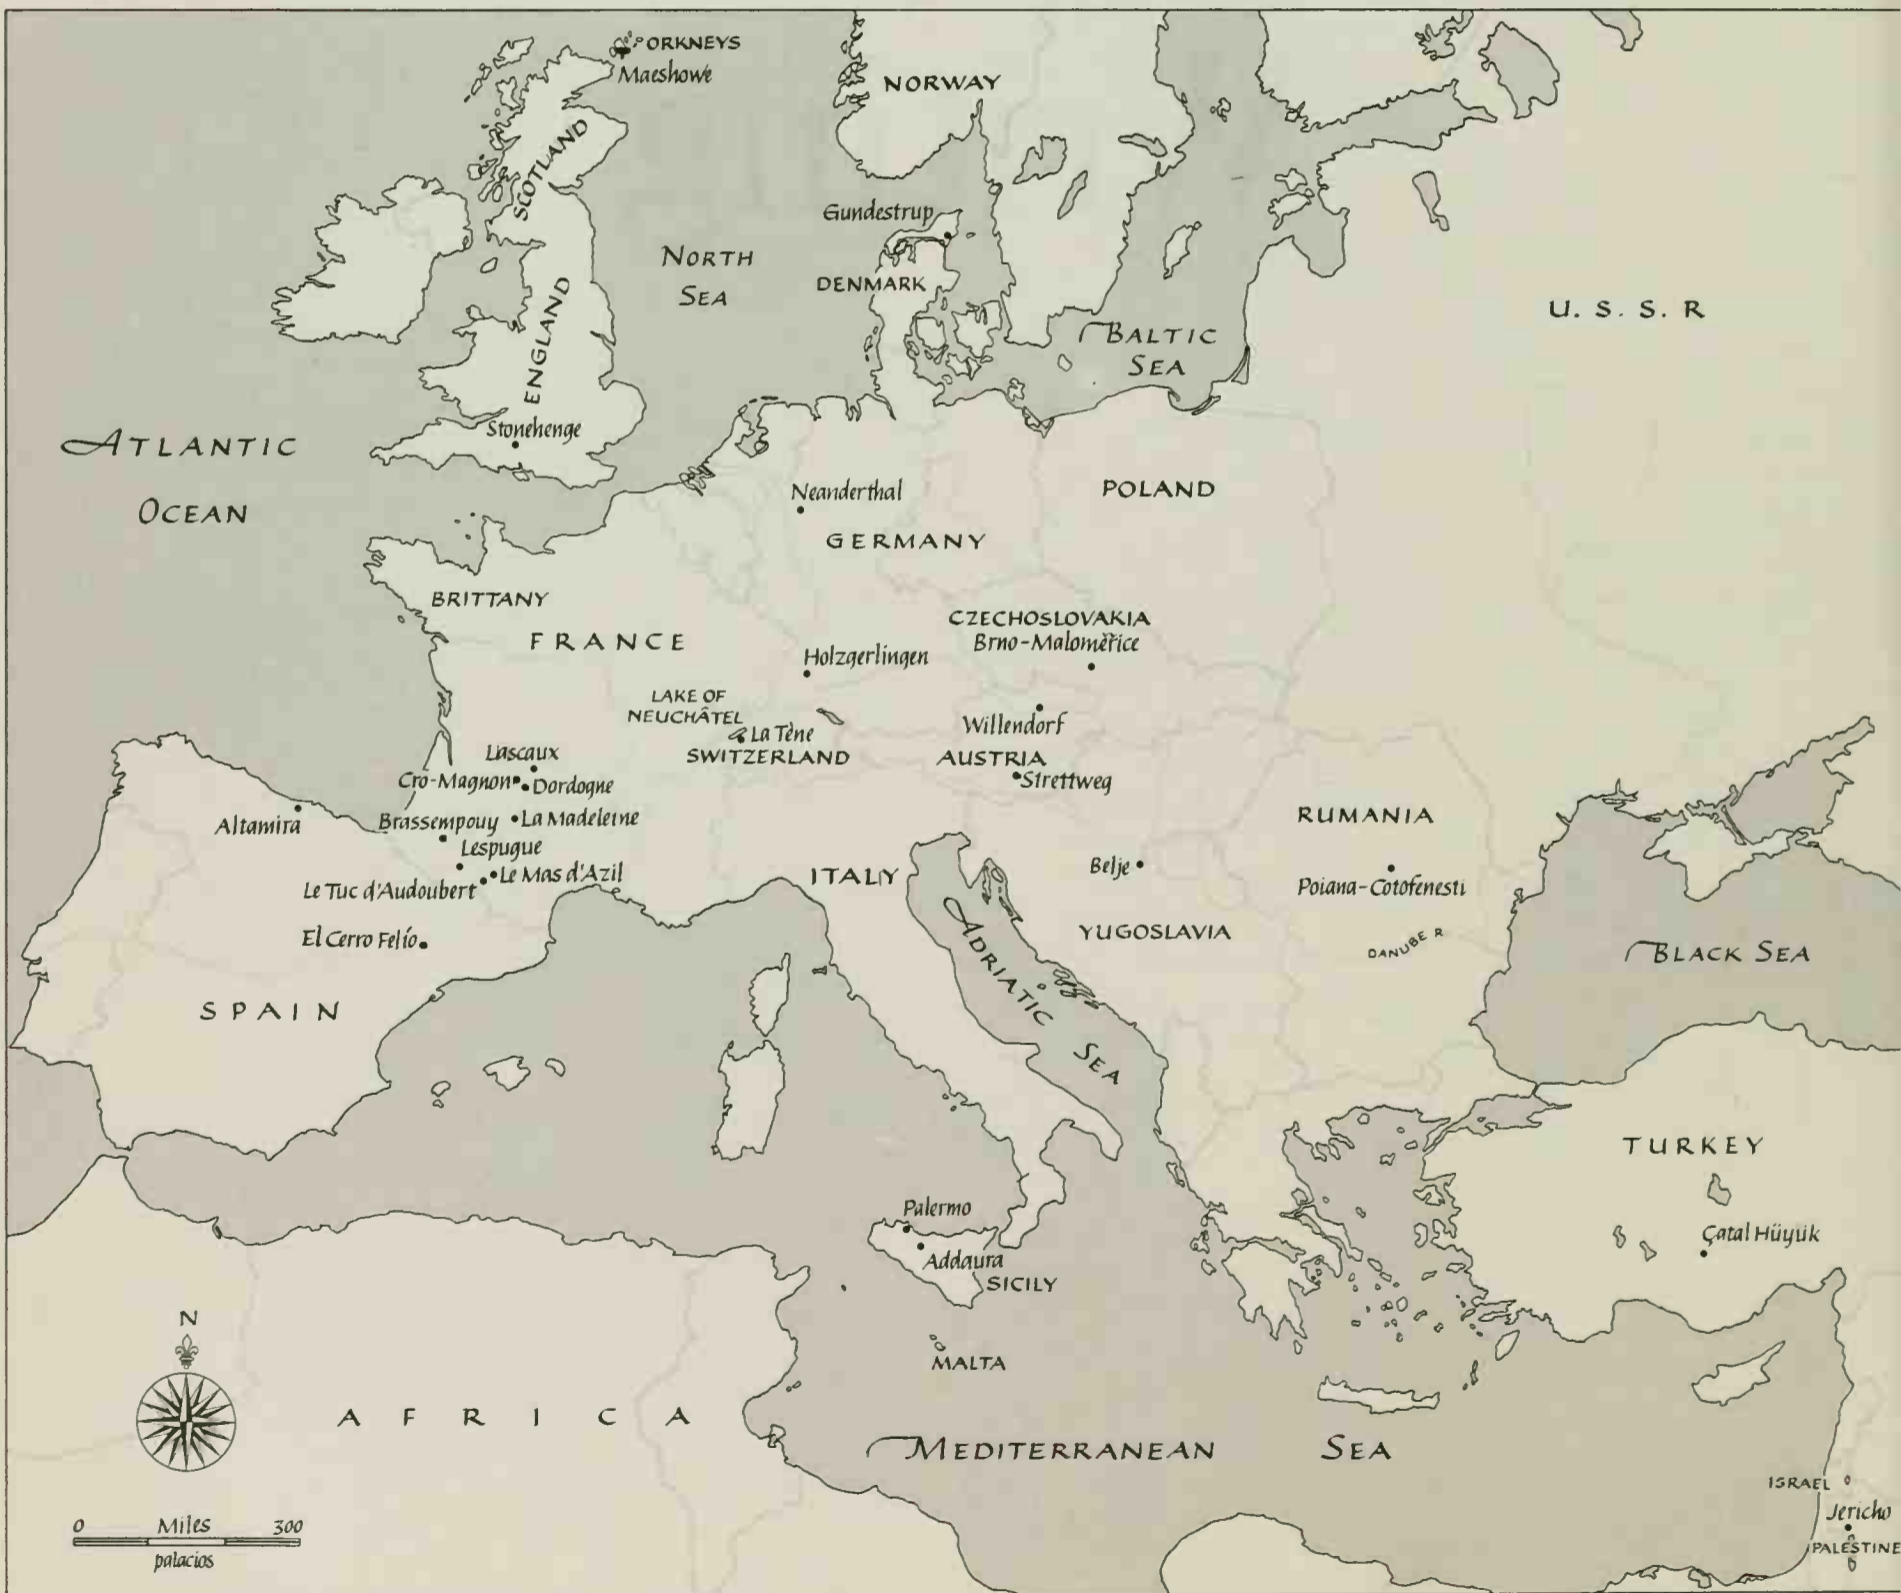 ORKNEYS
Maeshowe
NORWAY
SCOTLAND
Gundestrup
NORTH
SEA
DENMARK
ENGLAND
U. S. S. R
BALTIC
SEA
Stonehenge
ATLANTIC
OCEAN
Neanderthal
POLAND
GERMANY
BRITTANY
FRANCE
CZECHOSLOVAKIA
Brno-Maloměřice
Holzgerlingen
LAKE OF
NEUCHÂTEL
La Tène
SWITZERLAND
Willendorf
AUSTRIA
Strettweg
Lascaux
Cro-Magnon
Dordogne
Altamira
Brassempouy
La Madeleine
Lespugue
Le Mas d'Azil
Le Tuc d'Audoubert
El Cerro Felío
SPAIN
ITALY
ADRIATIC
SEA
Belje
YUGOSLAVIA
RUMANIA
Poiana-Cotofenesti
DANUBE R
BLACK SEA
TURKEY
Çatal Hüyük
Palermo
Addaura
SICILY
MALTA
N
AFRICA
MEDITERRANEAN SEA
ISRAEL
Jericho
PALESTINE
0 Miles 300
palacios